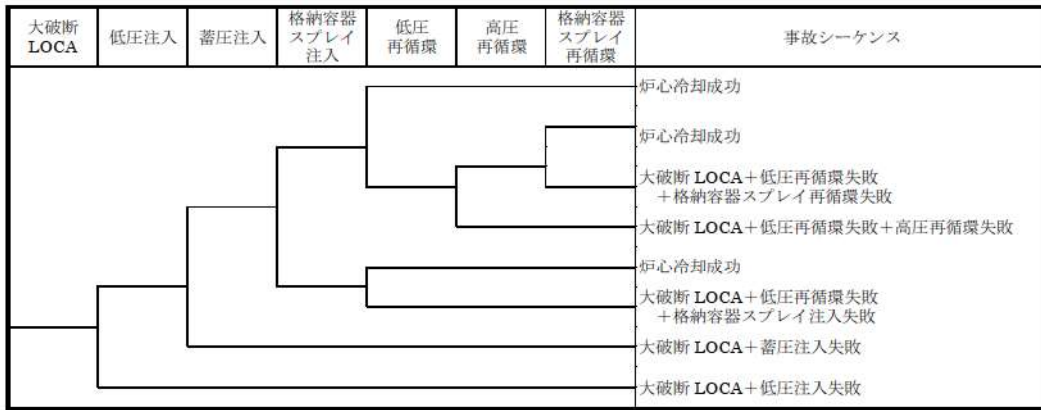 大破断
LOCA
低圧注入
蓄圧注入
格納容器
スプレイ
注入
低圧
再循環
高圧
再循環
格納容器
スプレイ
再循環
事故シーケンス
炉心冷却成功
炉心冷却成功
大破断 LOCA＋低圧再循環失敗
＋格納容器スプレイ再循環失敗
大破断 LOCA＋低圧再循環失敗＋高圧再循環失敗
炉心冷却成功
大破断 LOCA＋低圧再循環失敗
＋格納容器スプレイ注入失敗
大破断 LOCA＋蓄圧注入失敗
大破断 LOCA＋低圧注入失敗